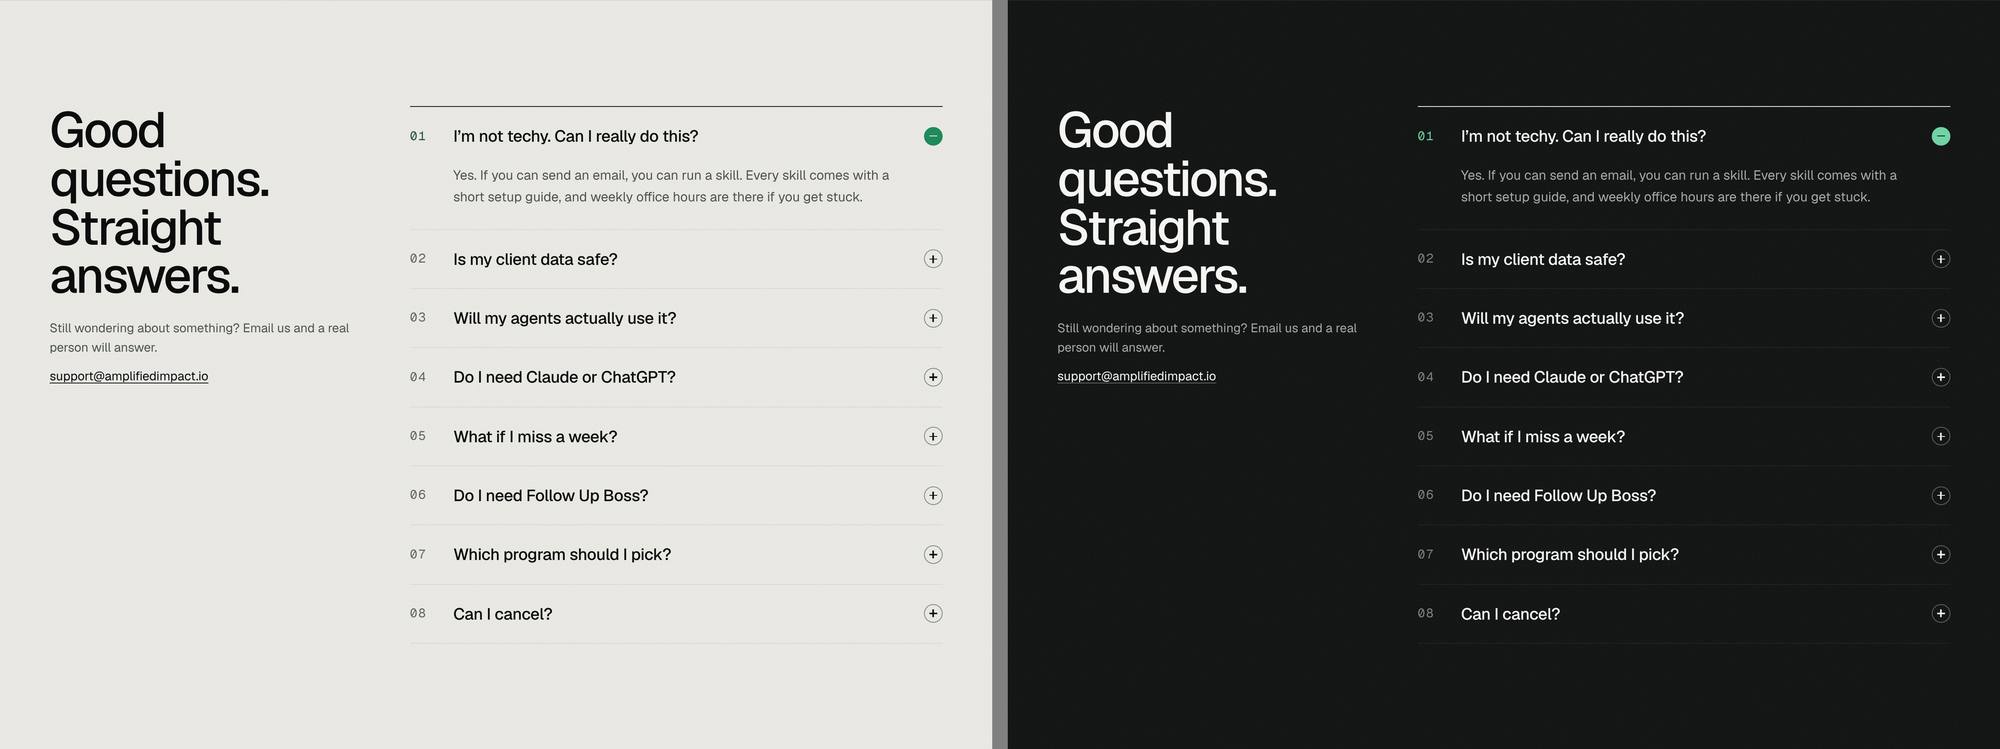 Good
questions.
Straight
answers.
Still wondering about something? Email us and a real
person will answer.
support@amplifiedimpact.io
01 I’m not techy. Can I really do this?
Yes. If you can send an email, you can run a skill. Every skill comes with a
short setup guide, and weekly office hours are there if you get stuck.
02 Is my client data safe?
03 Will my agents actually use it?
04 Do I need Claude or ChatGPT?
05 What if I miss a week?
06 Do I need Follow Up Boss?
07 Which program should I pick?
08 Can I cancel?
Good
questions.
Straight
answers.
Still wondering about something? Email us and a real
person will answer.
support@amplifiedimpact.io
01 I’m not techy. Can I really do this?
Yes. If you can send an email, you can run a skill. Every skill comes with a
short setup guide, and weekly office hours are there if you get stuck.
02 Is my client data safe?
03 Will my agents actually use it?
04 Do I need Claude or ChatGPT?
05 What if I miss a week?
06 Do I need Follow Up Boss?
07 Which program should I pick?
08 Can I cancel?